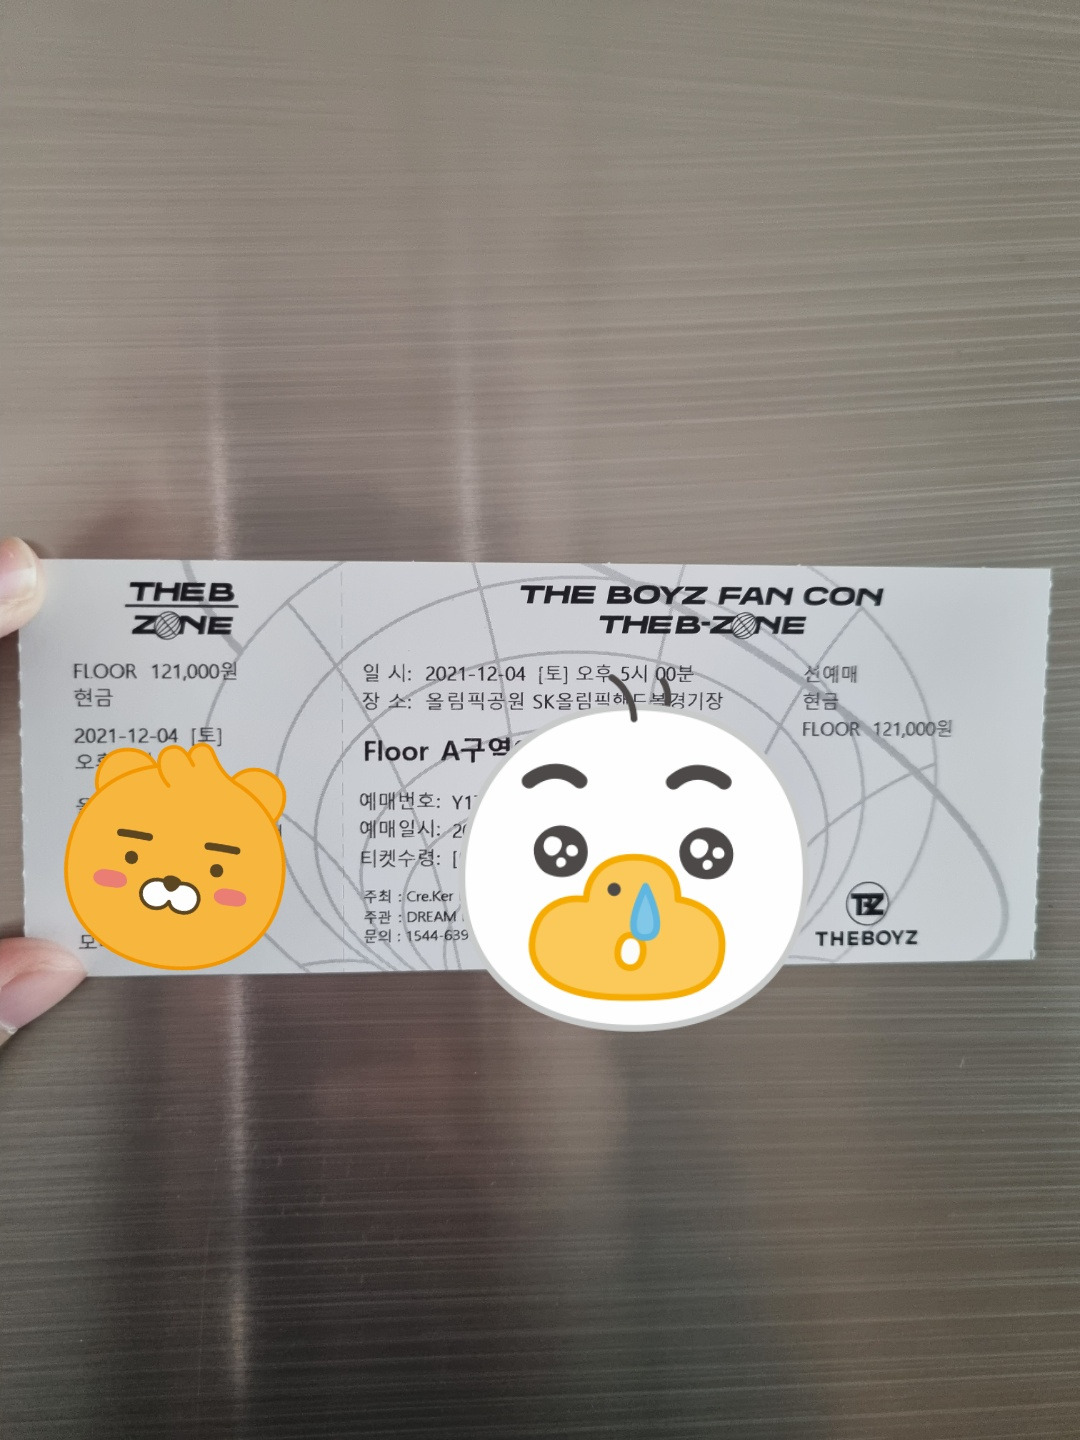 THE B
ZONE
FLOOR 121,000원
현금
2021-12-04 [토]
THE BOYZ FAN CON
THE B-ZONE
일 시: 2021-12-04 [토] 오후 5시 00분
장 소: 올림픽공원 SK올림픽핸드볼경기장
Floor A구역
예매번호: Y1
예매일시: 20
티켓수령: [
주최 : Cre.Ker
주관 : DREAM
문의 : 1544-639
선예매
현금
FLOOR 121,000원
TBZ
THEBOYZ